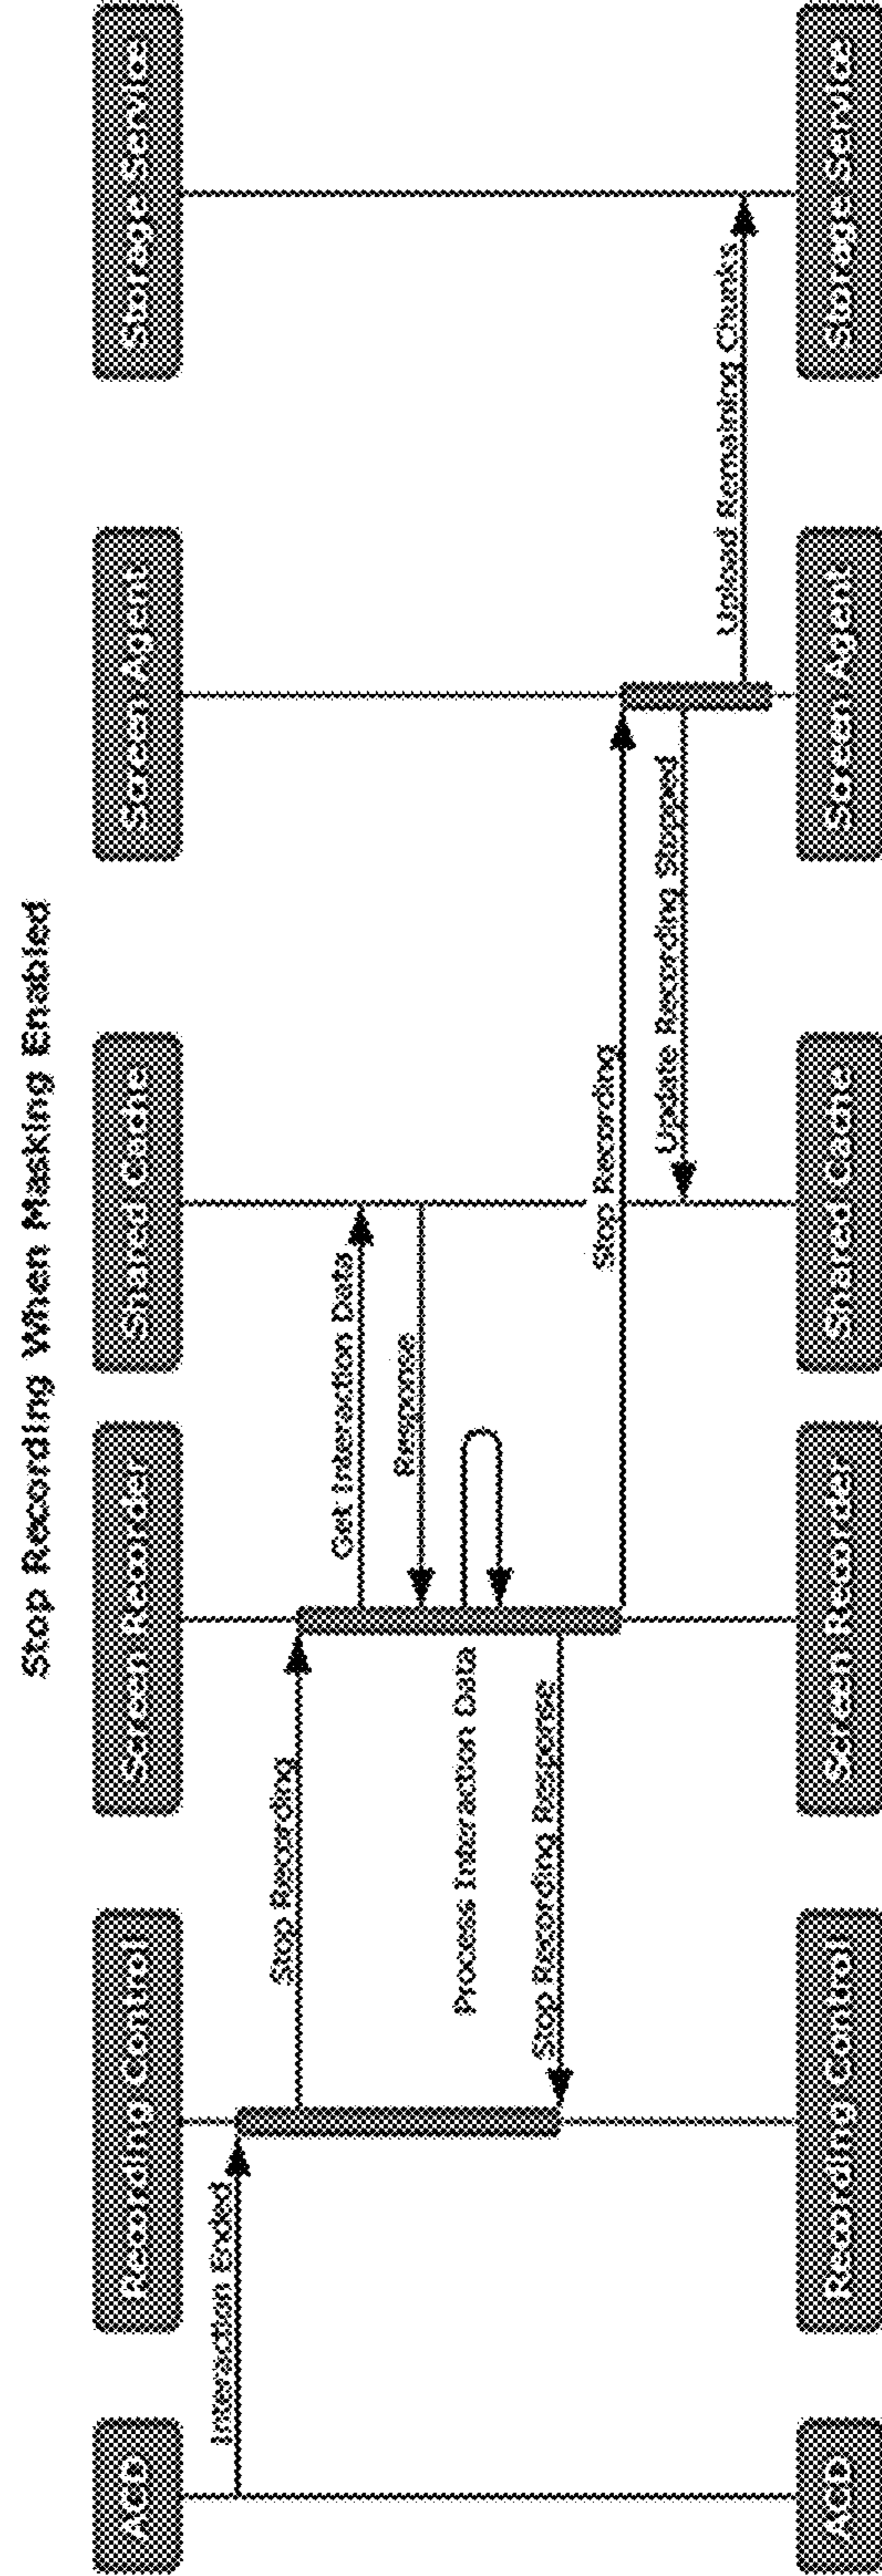 Stop Recording When Masking Enabled
ACD
Recording Control
Screen Recorder
Shared Cache
Screen Agent
Storage Service
Interaction Ended
Stop Recording
Get Interaction Data
Response
Process Interaction Data
Stop Recording Response
Stop Recording
Update Recording Stopped
Upload Remaining Chunks
ACD
Recording Control
Screen Recorder
Shared Cache
Screen Agent
Storage Service